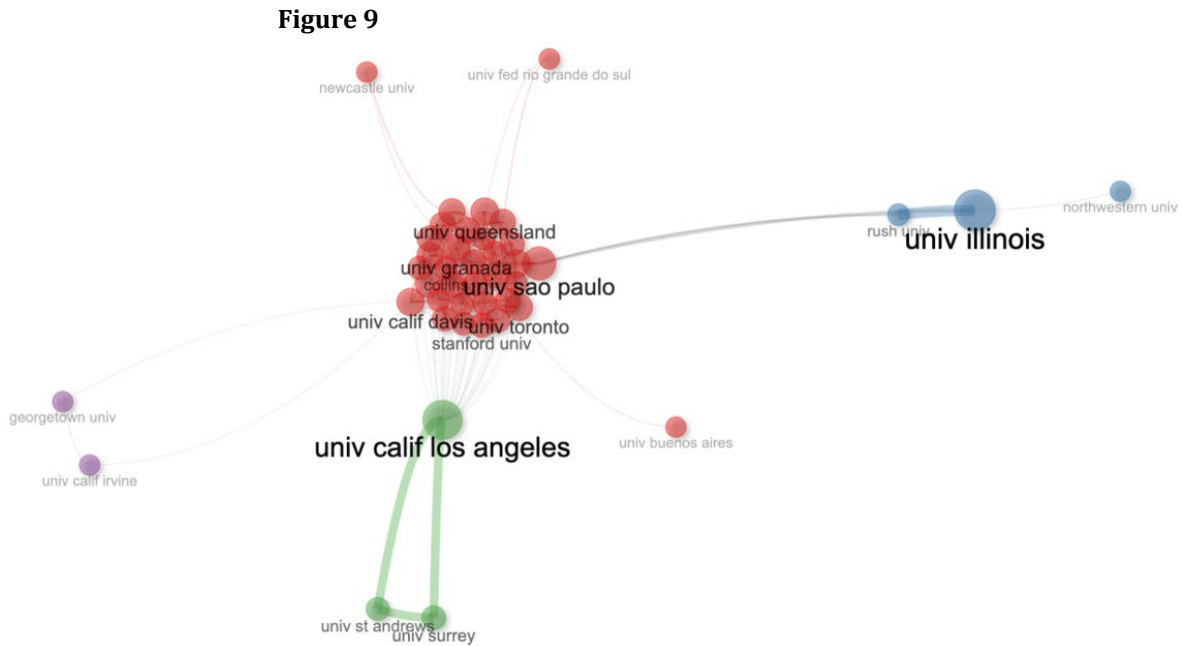 Figure 9
newcastle univ
univ fed rio grande do sul
northwestern univ
rush univ
univ illinois
univ queensland
univ granada
collins
univ sao paulo
univ calif davis
univ toronto
stanford univ
georgetown univ
univ calif los angeles
univ buenos aires
univ calif irvine
univ st andrews
univ surrey